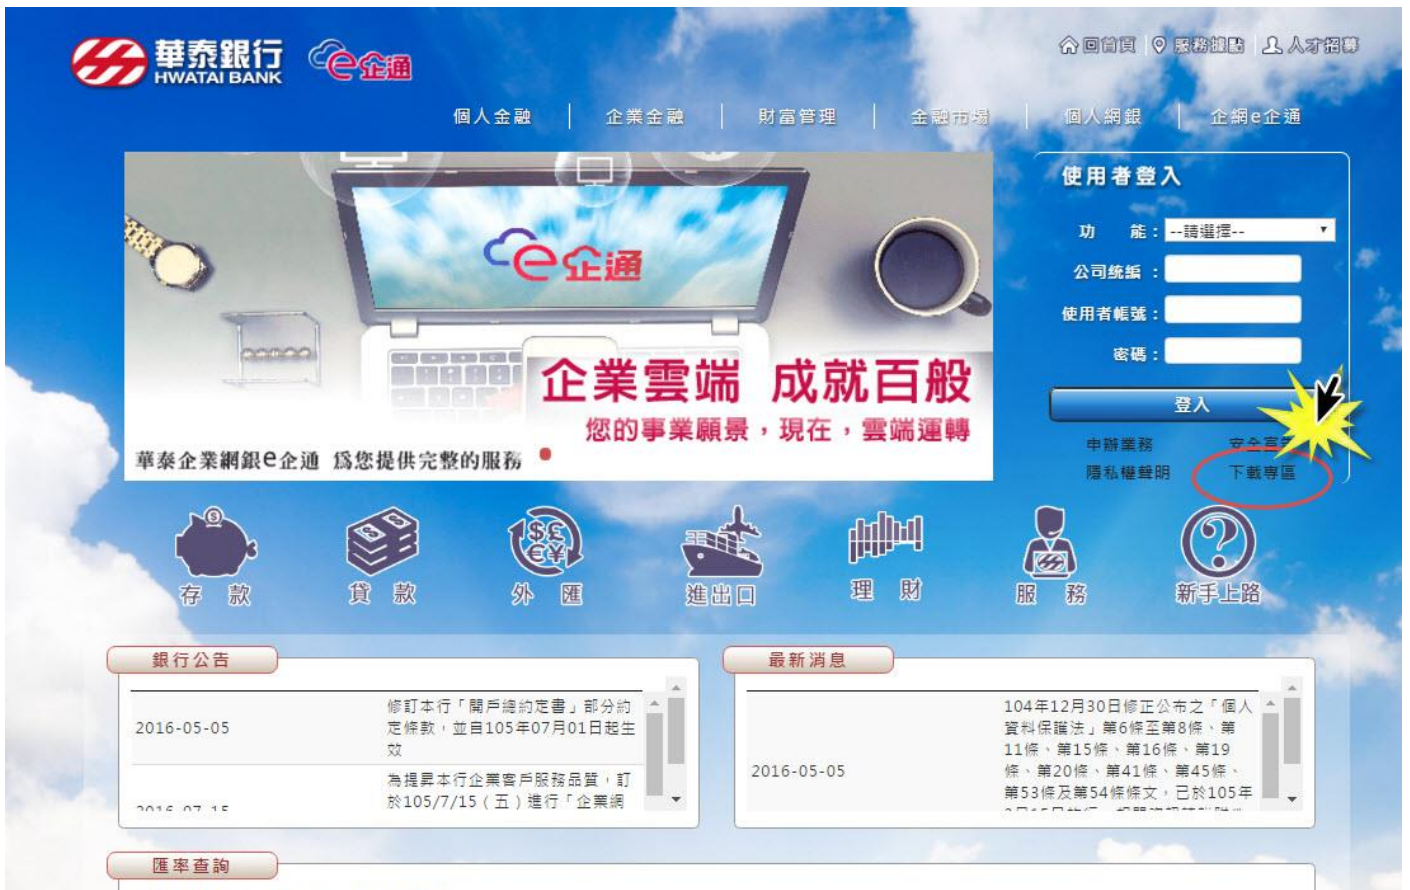 華泰銀行
HWATAI BANK
e企通
回首頁 服務據點 人才招募
個人金融 企業金融 財富管理 金融市場 個人網銀 企網e企通
e企通
企業雲端 成就百般
您的事業願景，現在，雲端運轉
華泰企業網銀e企通 為您提供完整的服務
使用者登入
功 能：--請選擇--
公司統編：
使用者帳號：
密碼：
登入
申辦業務 安全宣
隱私權聲明 下載專區
存 款
貸 款
外 匯
進出口
理 財
服 務
新手上路
銀行公告
2016-05-05
修訂本行「開戶總約定書」部分約
定條款，並自105年07月01日起生
效
2016-07-15
為提昇本行企業客戶服務品質，訂
於105/7/15（五）進行「企業網
最新消息
2016-05-05
104年12月30日修正公布之「個人
資料保護法」第6條至第8條、第
11條、第15條、第16條、第19
條、第20條、第41條、第45條、
第53條及第54條條文，已於105年
匯率查詢